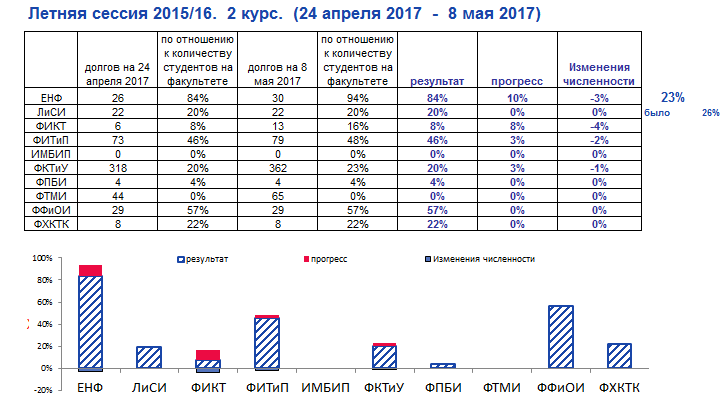 Летняя сессия 2015/16. 2 курс. (24 апреля 2017 - 8 мая 2017)
долгов на 24 апреля 2017 | по отношению к количеству студентов на факультете | долгов на 8 мая 2017 | по отношению к количеству студентов на факультете | результат | прогресс | Изменения численности
ЕНФ 26 84% 30 94% 84% 10% -3% 23%
ЛиСИ 22 20% 22 20% 20% 0% 0% было 26%
ФИКТ 6 8% 13 16% 8% 8% -4%
ФИТиП 73 46% 79 48% 46% 3% -2%
ИМБИП 0 0% 0 0% 0% 0% 0%
ФКТиУ 318 20% 362 23% 20% 3% -1%
ФПБИ 4 4% 4 4% 4% 0% 0%
ФТМИ 44 0% 65 0% 0% 0% 0%
ФФиОИ 29 57% 29 57% 57% 0% 0%
ФХКТК 8 22% 8 22% 22% 0% 0%
100%
результат прогресс Изменения численности
80%
60%
40%
20%
0%
-20%
ЕНФ ЛиСИ ФИКТ ФИТиП ИМБИП ФКТиУ ФПБИ ФТМИ ФФиОИ ФХКТК